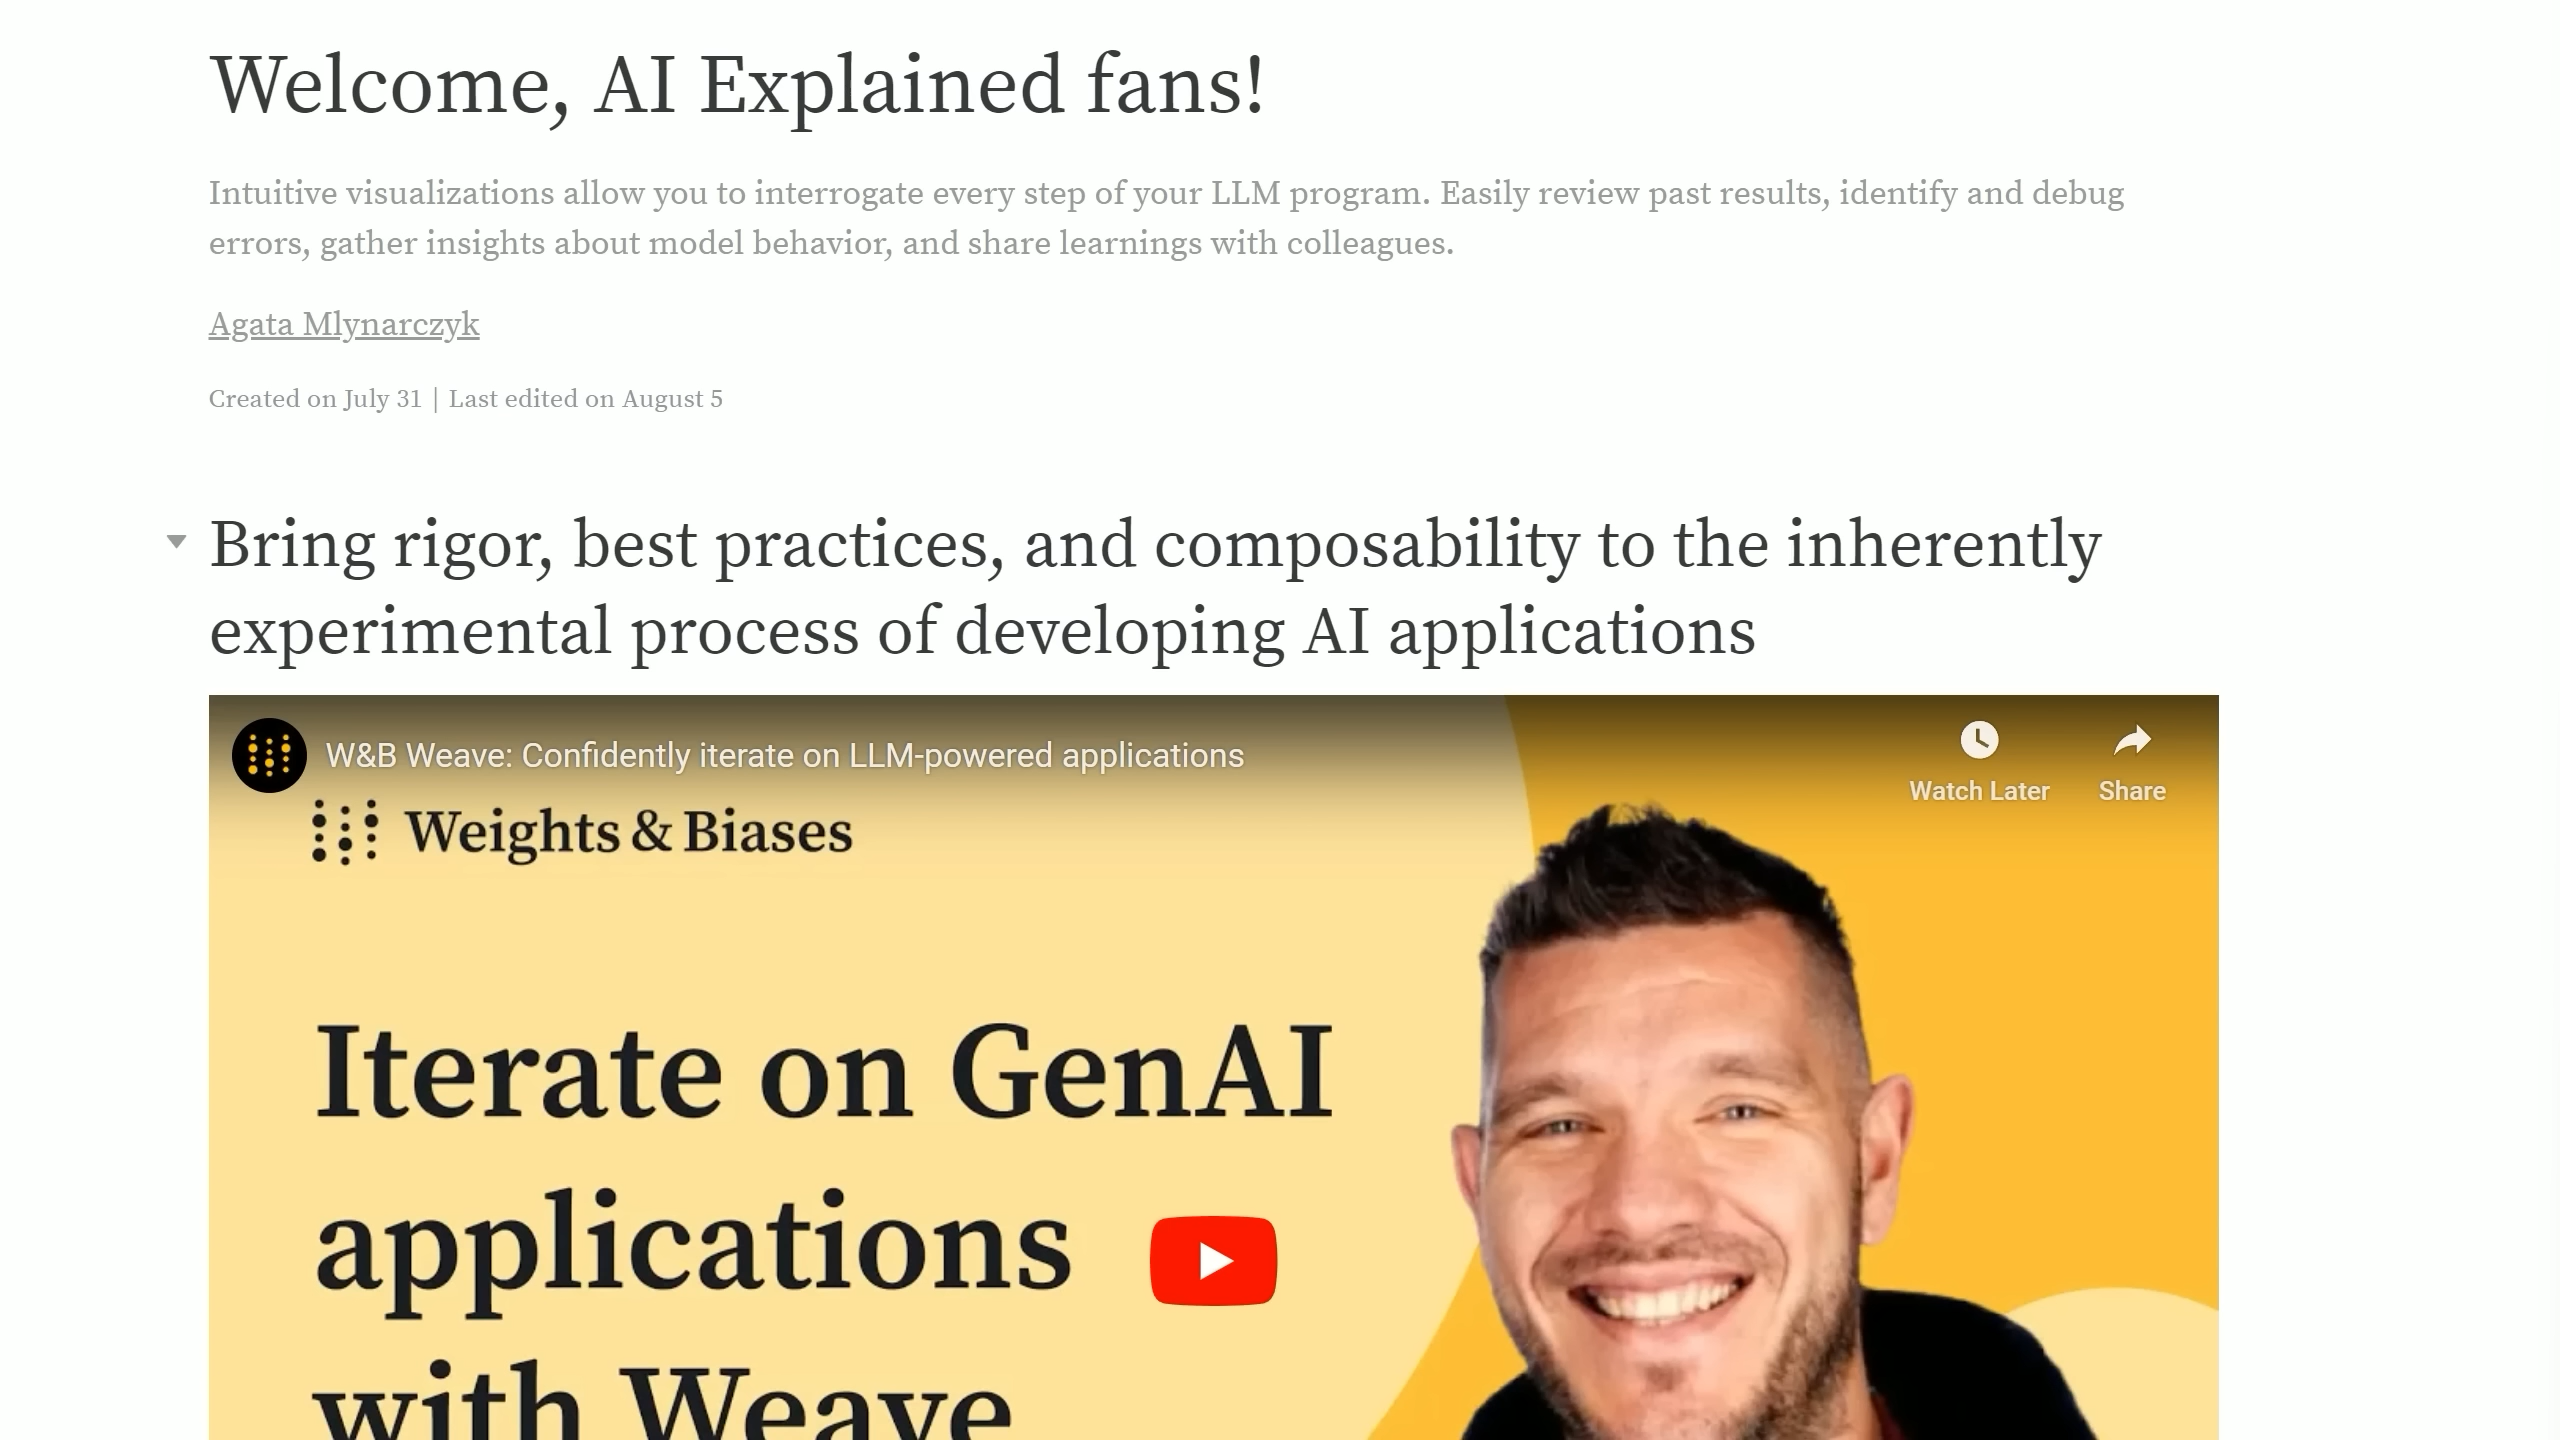 Welcome, AI Explained fans!
Intuitive visualizations allow you to interrogate every step of your LLM program. Easily review past results, identify and debug
errors, gather insights about model behavior, and share learnings with colleagues.
Agata Mlynarczyk
Created on July 31 | Last edited on August 5
Bring rigor, best practices, and composability to the inherently
experimental process of developing AI applications
W&B Weave: Confidently iterate on LLM-powered applications
Watch Later
Share
Weights & Biases
Iterate on GenAI
applications
with Weave